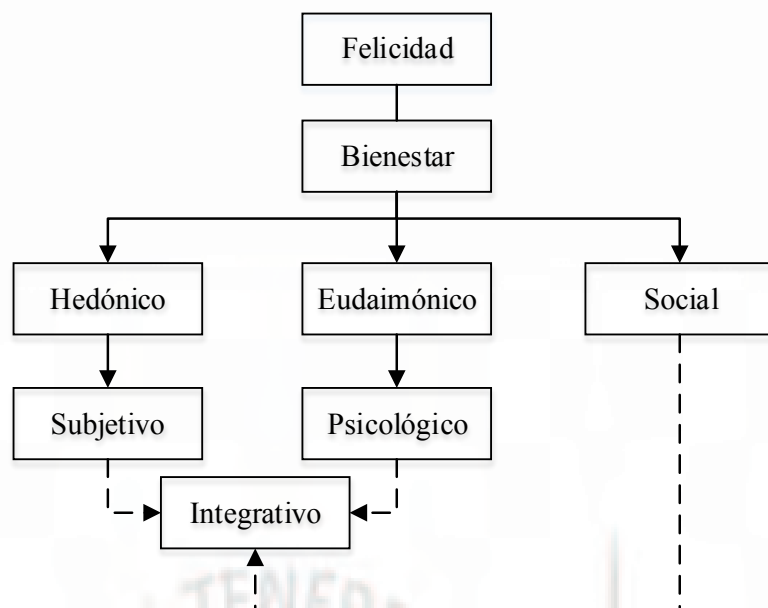 Felicidad
Bienestar
Hedónico
Eudaimónico
Social
Subjetivo
Psicológico
Integrativo